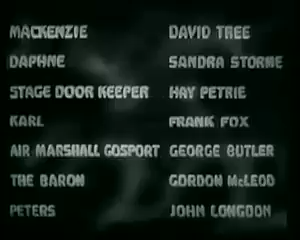 MACKENZIE DAVID TREE
DAPHNE SANDRA STORME
STAGE DOOR KEEPER HAY PETRIE
KARL FRANK FOX
AIR MARSHALL GOSPORT GEORGE BUTLER
THE BARON GORDON McLEOD
PETERS JOHN LONGDON